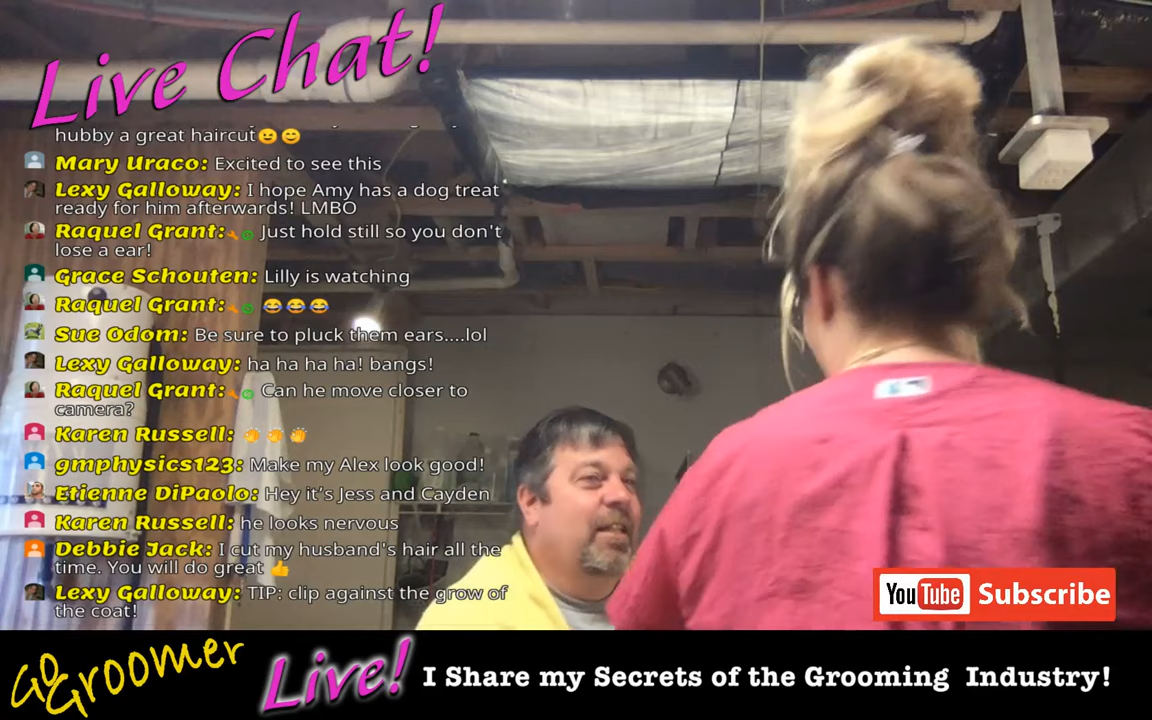 Live Chat!
hubby a great haircut😉😊
Mary Uraco: Excited to see this
Lexy Galloway: I hope Amy has a dog treat
ready for him afterwards! LMBO
Raquel Grant: Just hold still so you don't
lose a ear!
Grace Schouten: Lilly is watching
Raquel Grant: 😂😂😂
Sue Odom: Be sure to pluck them ears....lol
Lexy Galloway: ha ha ha ha! bangs!
Raquel Grant: Can he move closer to
camera?
Karen Russell: 👏👏👏
gmphysics123: Make my Alex look good!
Etienne DiPaolo: Hey it's Jess and Cayden
Karen Russell: he looks nervous
Debbie Jack: I cut my husband's hair all the
time. You will do great 👍
Lexy Galloway: TIP: clip against the grow of
the coat!
YouTube Subscribe
Go Groomer Live! I Share my Secrets of the Grooming Industry!